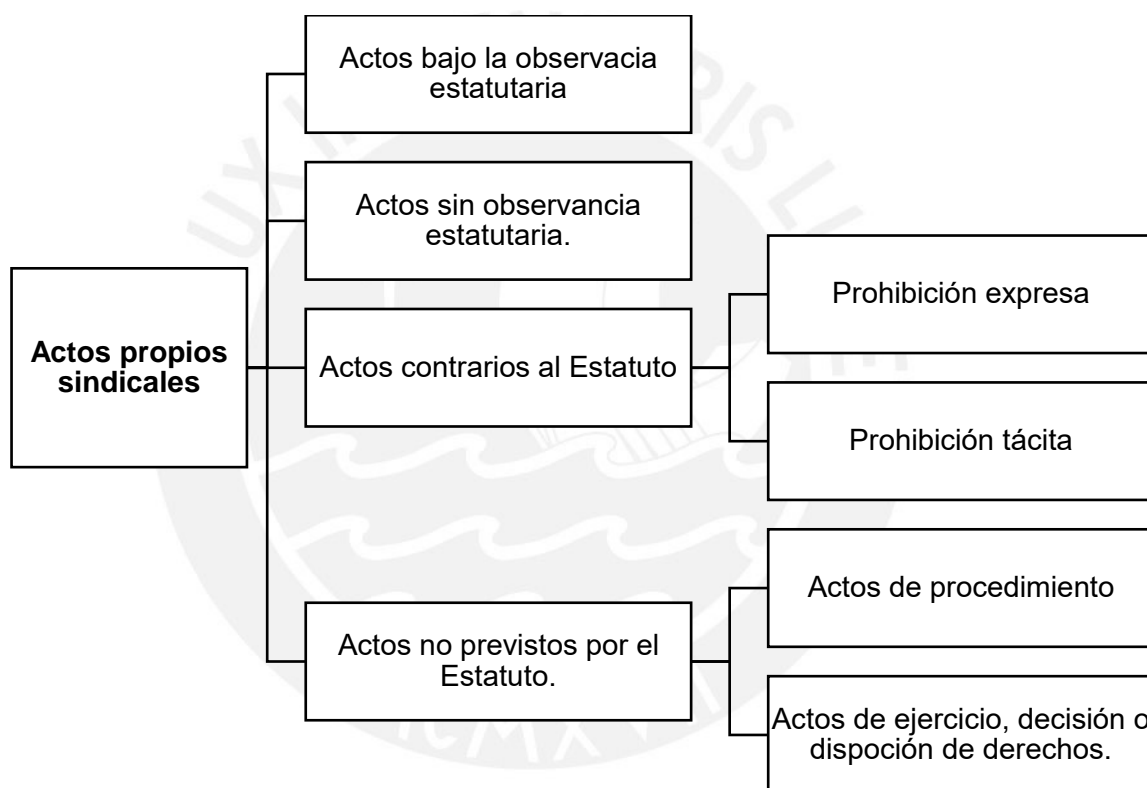 Actos bajo la observacia
estatutaria
Actos sin observancia
estatutaria.
Actos propios
sindicales
Actos contrarios al Estatuto
Prohibición expresa
Prohibición tácita
Actos no previstos por el
Estatuto.
Actos de procedimiento
Actos de ejercicio, decisión o
dispoción de derechos.